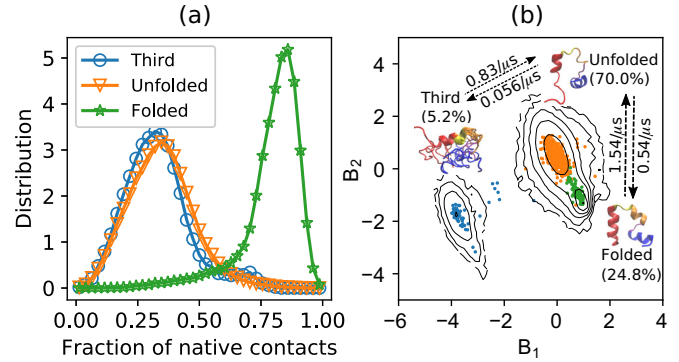 (a)
(b)
Third
Unfolded
Folded
Distribution
5
4
3
2
1
0
0.00 0.25 0.50 0.75 1.00
Fraction of native contacts
B2
4
2
0
−2
−4
−6 −4 −2 0 2 4
B1
Unfolded
(70.0%)
0.83/μs
0.056/μs
Third
(5.2%)
1.54/μs
0.54/μs
Folded
(24.8%)